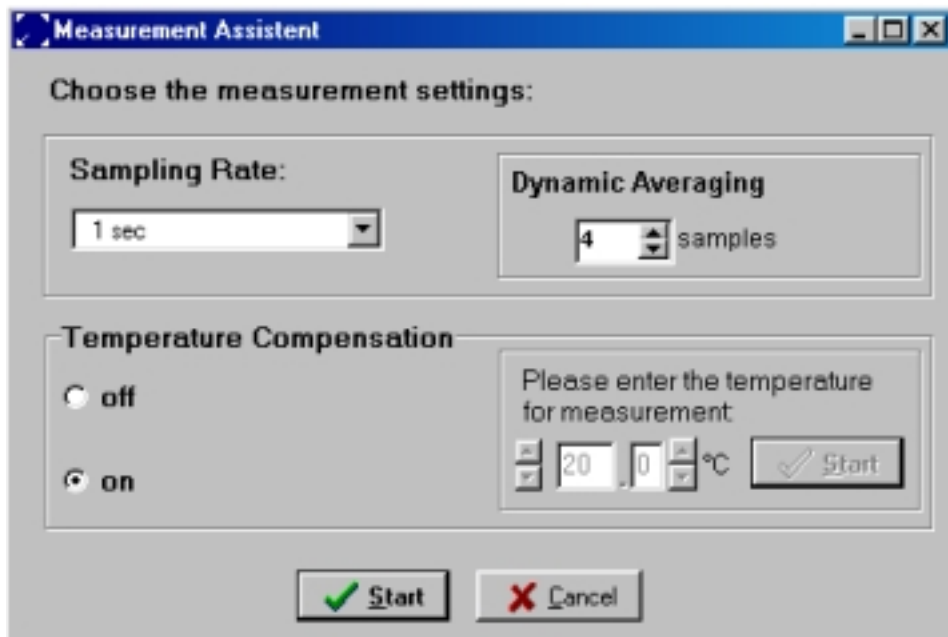 Measurement Assistent
Choose the measurement settings:
Sampling Rate:
1 sec
Dynamic Averaging
4 samples
Temperature Compensation
off
on
Please enter the temperature
for measurement:
20 . 0 °C Start
Start Cancel